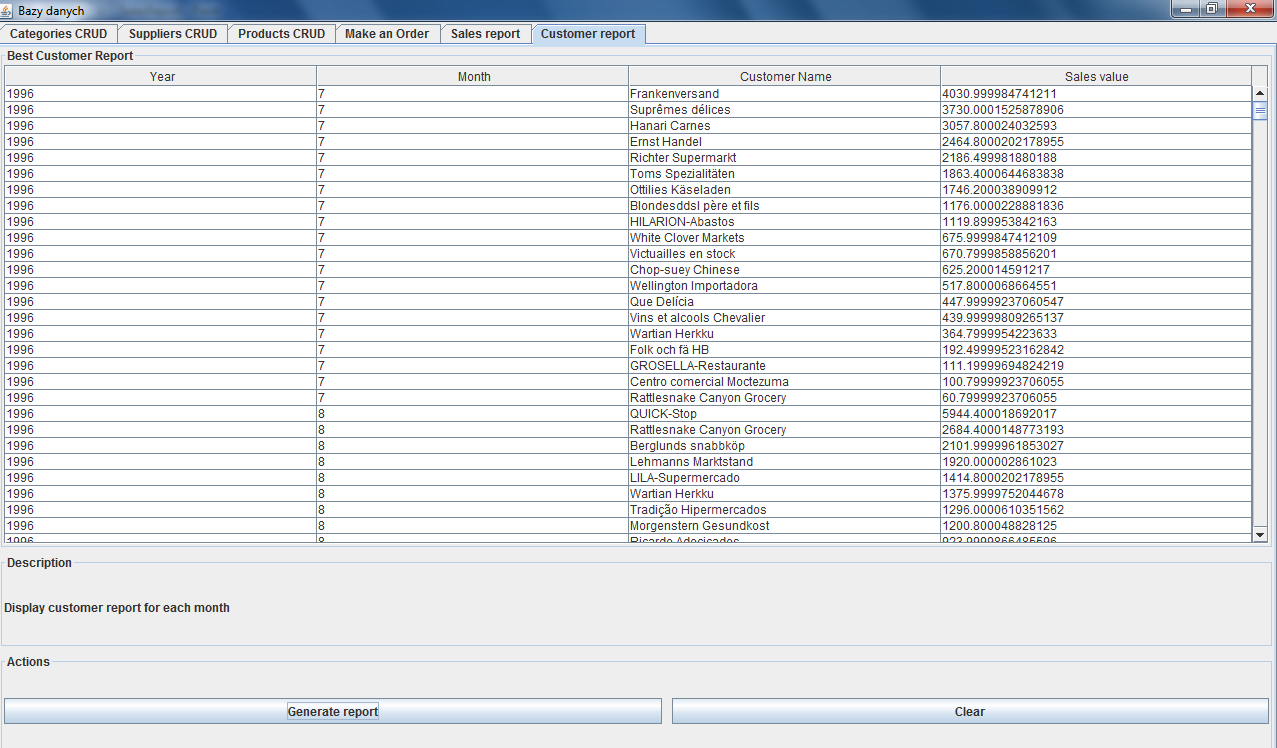 Bazy danych
Categories CRUD Suppliers CRUD Products CRUD Make an Order Sales report Customer report
Best Customer Report
Year Month Customer Name Sales value
1996 7 Frankenversand 4030.999984741211
1996 7 Suprêmes délices 3730.0001525878906
1996 7 Hanari Carnes 3057.800024032593
1996 7 Ernst Handel 2464.8000202178955
1996 7 Richter Supermarkt 2186.499981880188
1996 7 Toms Spezialitäten 1863.4000644683838
1996 7 Ottilies Käseladen 1746.200038909912
1996 7 Blondesddsl père et fils 1176.0000228881836
1996 7 HILARION-Abastos 1119.899953842163
1996 7 White Clover Markets 675.9999847412109
1996 7 Victuailles en stock 670.7999858856201
1996 7 Chop-suey Chinese 625.200014591217
1996 7 Wellington Importadora 517.8000068664551
1996 7 Que Delícia 447.99999237060547
1996 7 Vins et alcools Chevalier 439.99999809265137
1996 7 Wartian Herkku 364.7999954223633
1996 7 Folk och fä HB 192.49999523162842
1996 7 GROSELLA-Restaurante 111.19999694824219
1996 7 Centro comercial Moctezuma 100.79999923706055
1996 7 Rattlesnake Canyon Grocery 60.79999923706055
1996 8 QUICK-Stop 5944.400018692017
1996 8 Rattlesnake Canyon Grocery 2684.4000148773193
1996 8 Berglunds snabbköp 2101.9999961853027
1996 8 Lehmanns Marktstand 1920.000002861023
1996 8 LILA-Supermercado 1414.8000202178955
1996 8 Wartian Herkku 1375.9999752044678
1996 8 Tradição Hipermercados 1296.0000610351562
1996 8 Morgenstern Gesundkost 1200.800048828125
1996 8 Ricardo Adocicados 923.9999866485596
Description
Display customer report for each month
Actions
Generate report Clear